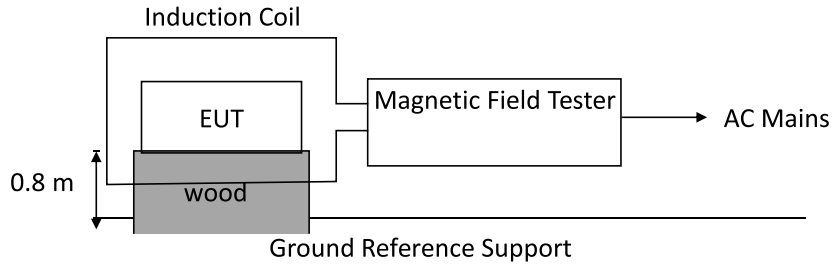 Induction Coil
EUT
Magnetic Field Tester
AC Mains
0.8 m
wood
Ground Reference Support